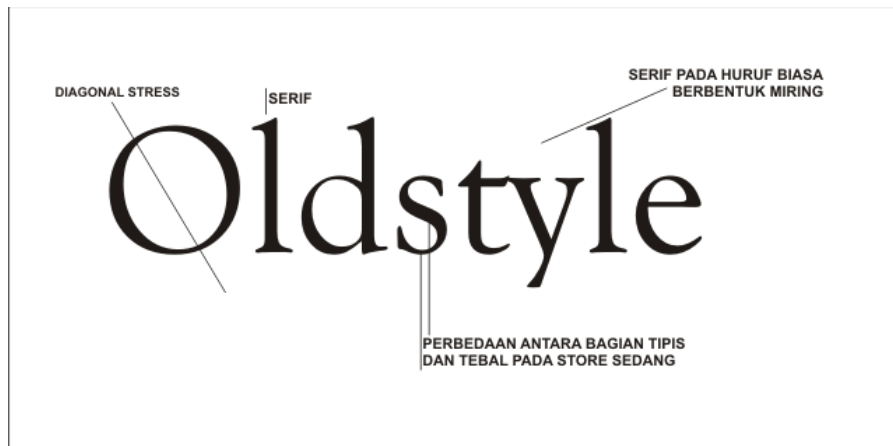 DIAGONAL STRESS
SERIF
SERIF PADA HURUF BIASA
BERBENTUK MIRING
Oldstyle
PERBEDAAN ANTARA BAGIAN TIPIS
DAN TEBAL PADA STORE SEDANG